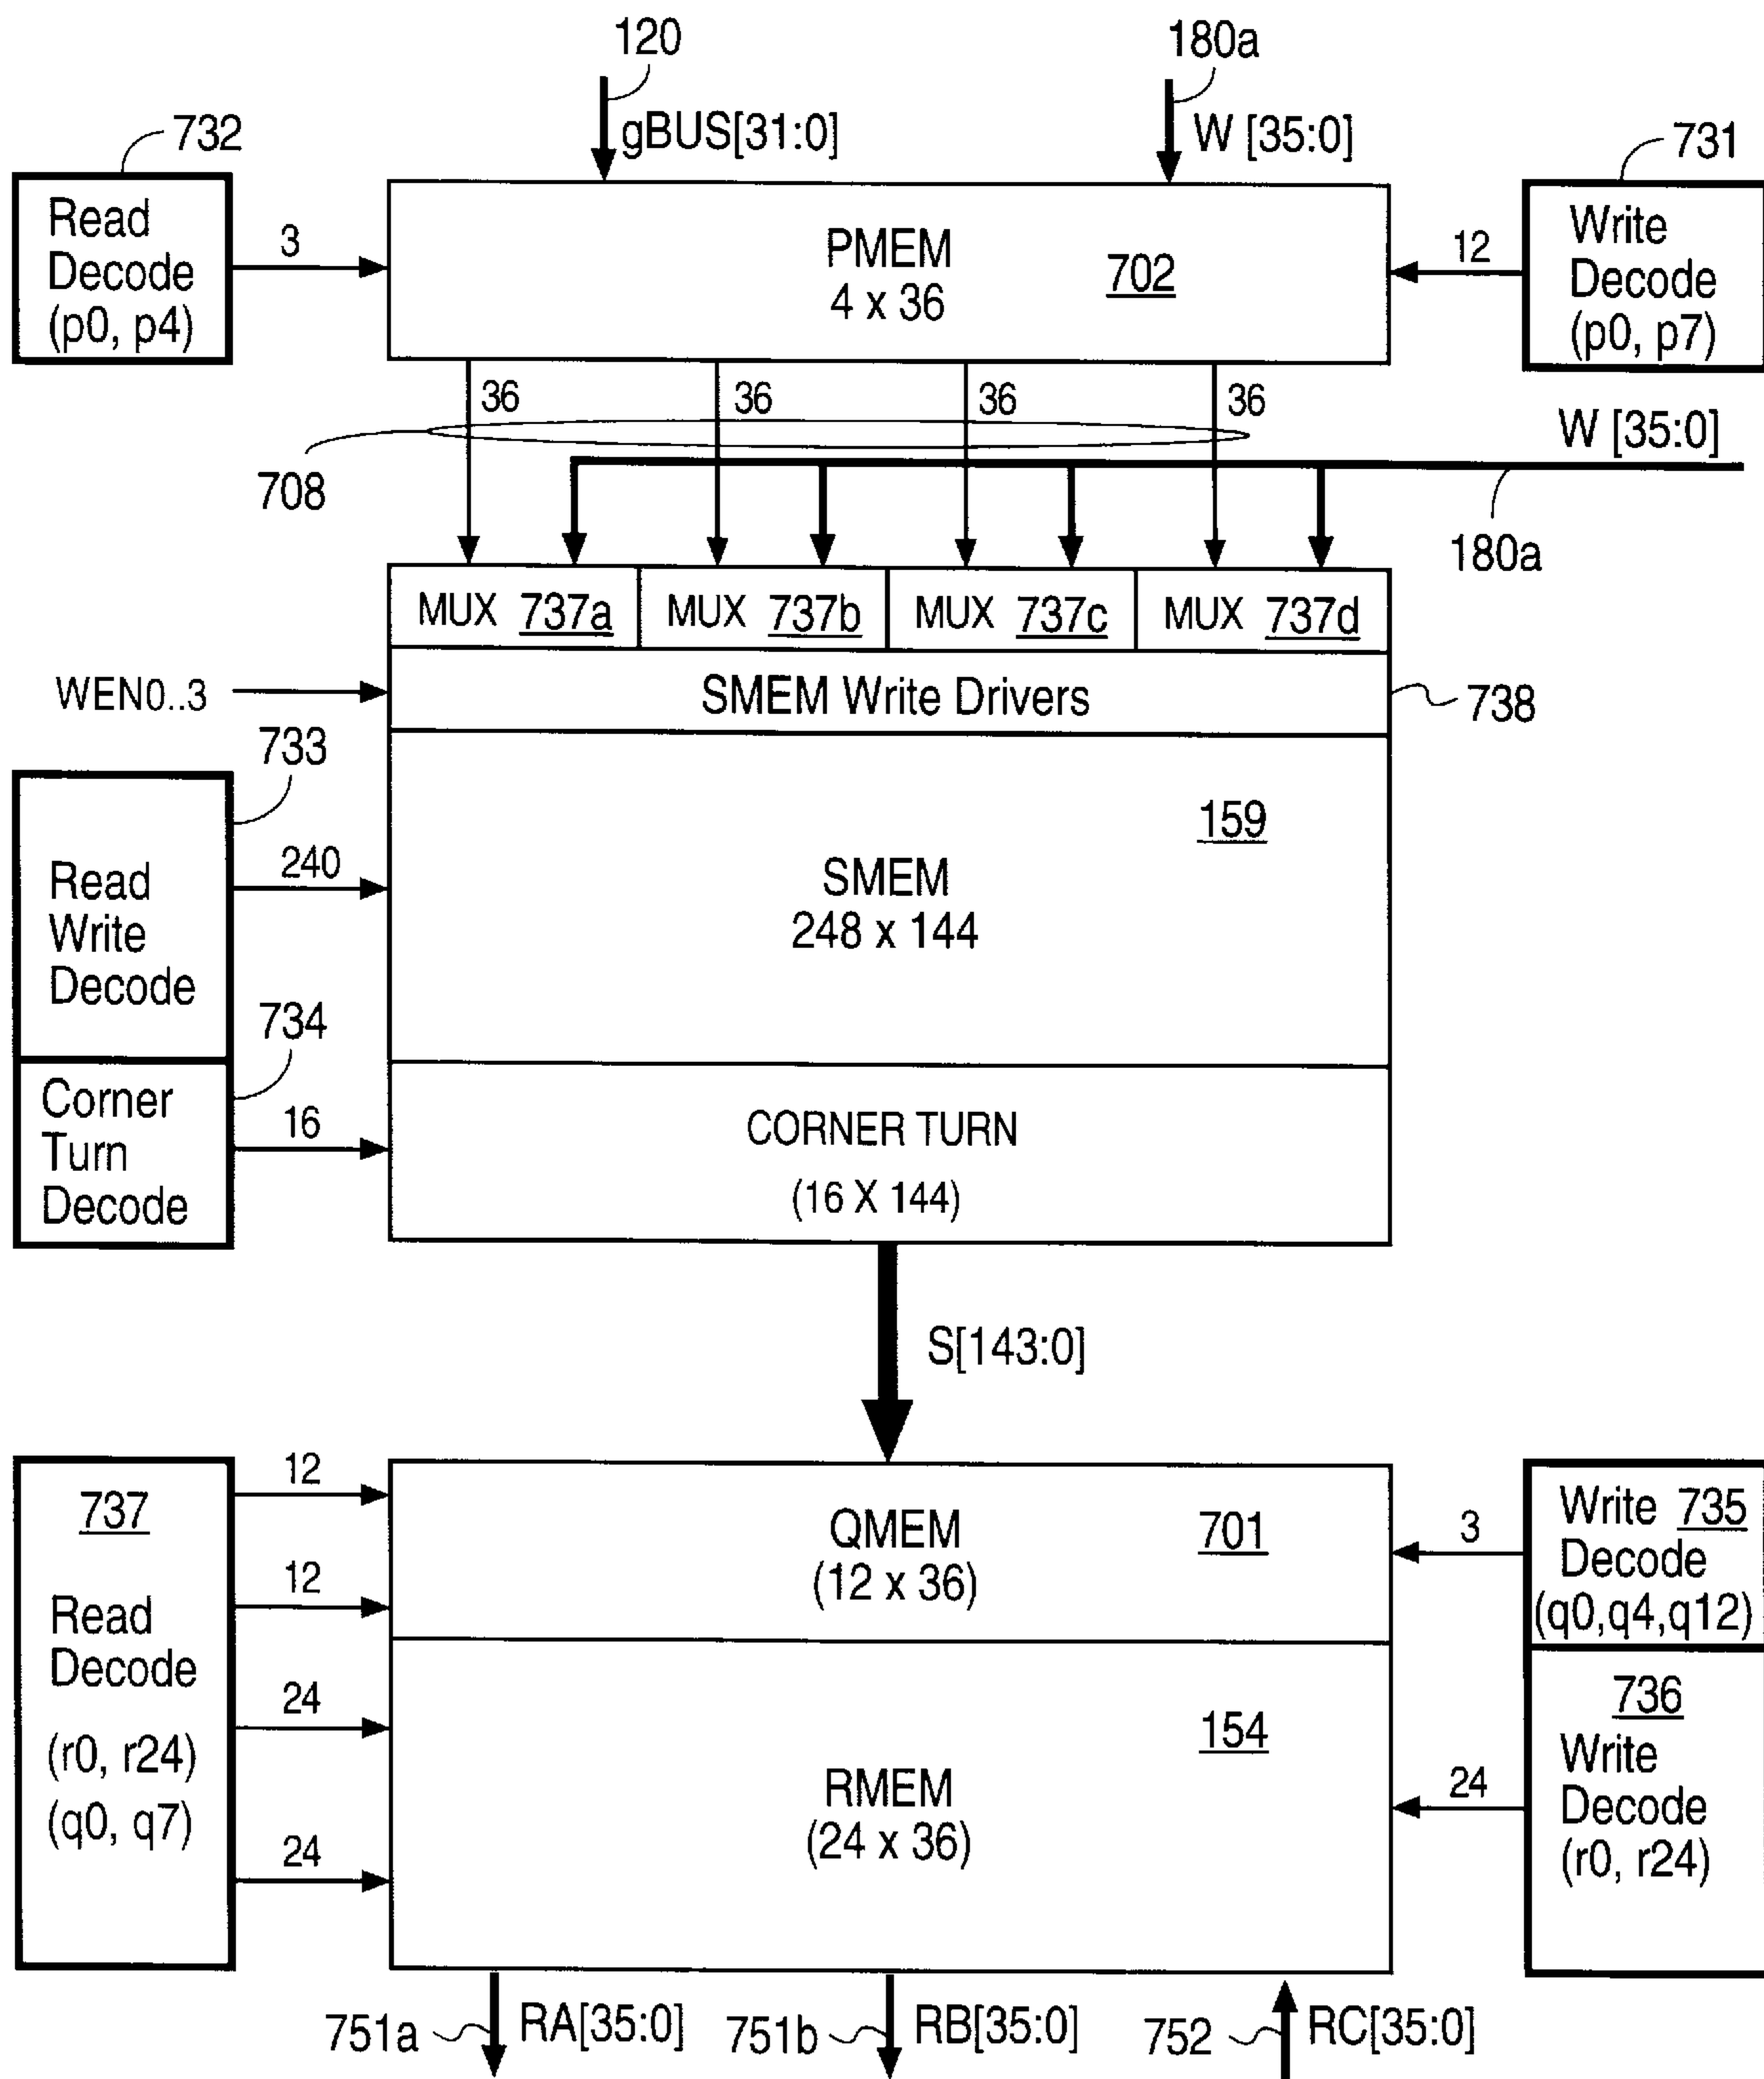 120
180a
732
gBUS[31:0]
W [35:0]
731
Read
Decode
(p0, p4)
3
PMEM
4 x 36
702
12
Write
Decode
(p0, p7)
36
36
36
36
W [35:0]
708
180a
MUX 737a
MUX 737b
MUX 737c
MUX 737d
WEN0..3
SMEM Write Drivers
738
733
159
Read
Write
Decode
240
SMEM
248 x 144
734
Corner
Turn
Decode
16
CORNER TURN
(16 X 144)
S[143:0]
737
Read
Decode
(r0, r24)
(q0, q7)
12
12
24
24
QMEM
(12 x 36)
701
3
Write 735
Decode
(q0,q4,q12)
RMEM
(24 x 36)
154
24
736
Write
Decode
(r0, r24)
751a
RA[35:0]
751b
RB[35:0]
752
RC[35:0]